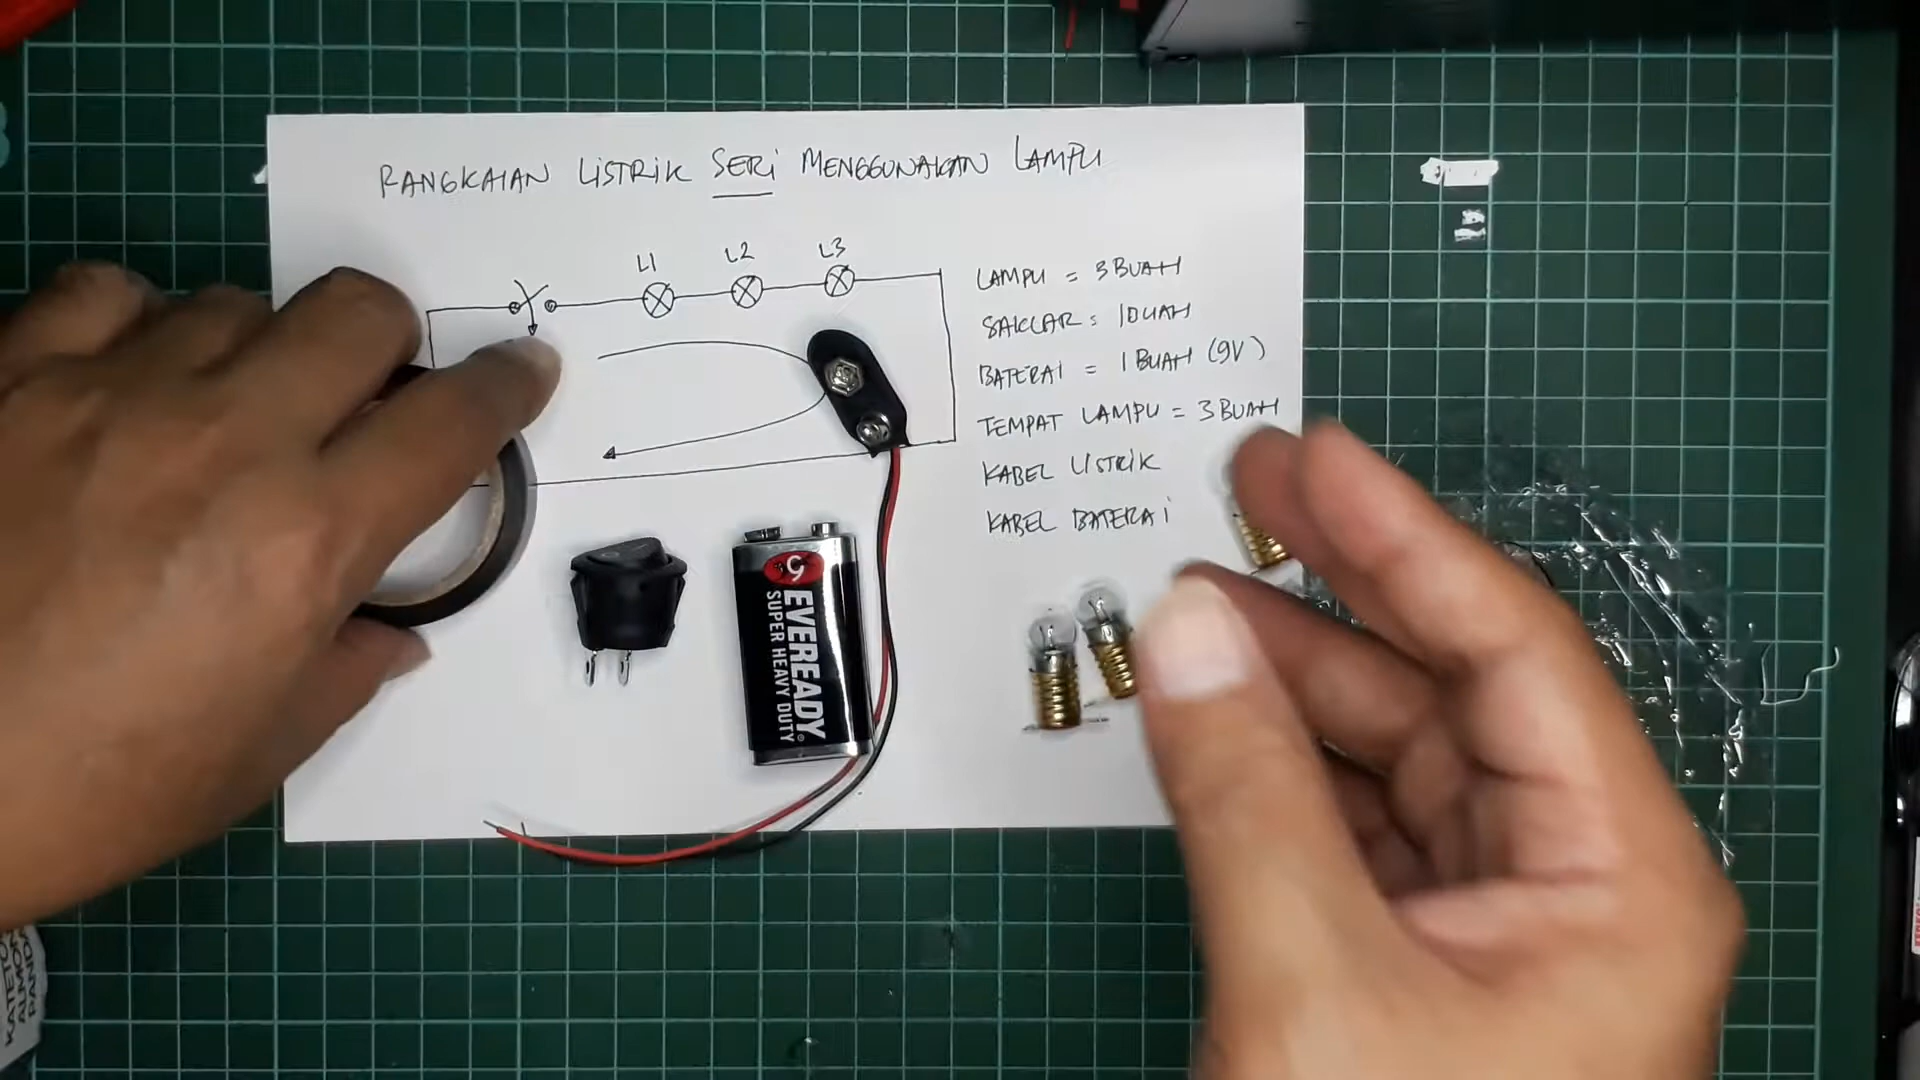 RANGKAIAN LISTRIK SERI MENGGUNAKAN LAMPU
L1 L2 L3
LAMPU = 3 BUAH
SAKLAR = 1 BUAH
BATERAI = 1 BUAH (9V)
TEMPAT LAMPU = 3 BUAH
KABEL LISTRIK
KABEL BATERAI
9
EVEREADY
SUPER HEAVY DUTY